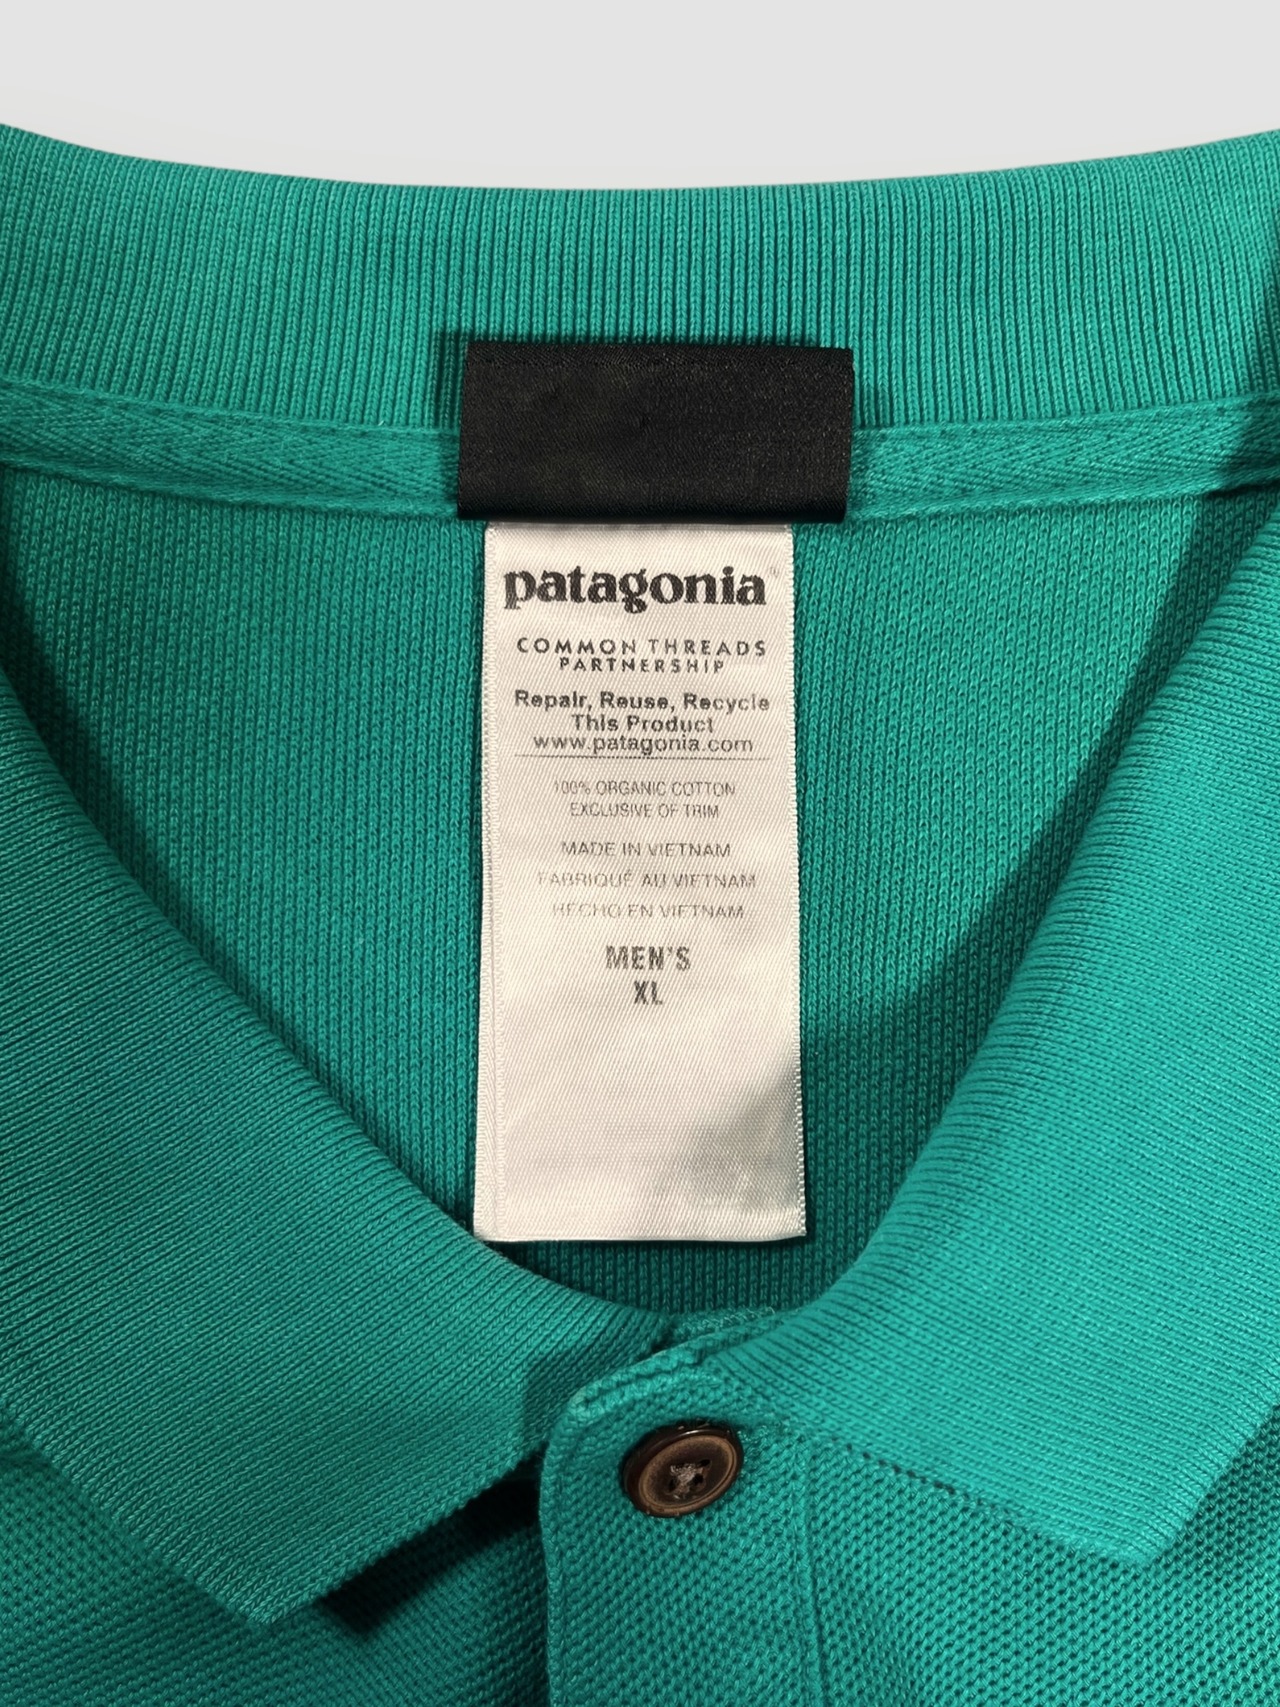 patagonia®
COMMON THREADS
PARTNERSHIP
Repair, Reuse, Recycle
This Product
www.patagonia.com
100% ORGANIC COTTON
EXCLUSIVE OF TRIM
MADE IN VIETNAM
FABRIQUÉ AU VIETNAM
HECHO EN VIETNAM
MEN'S
XL